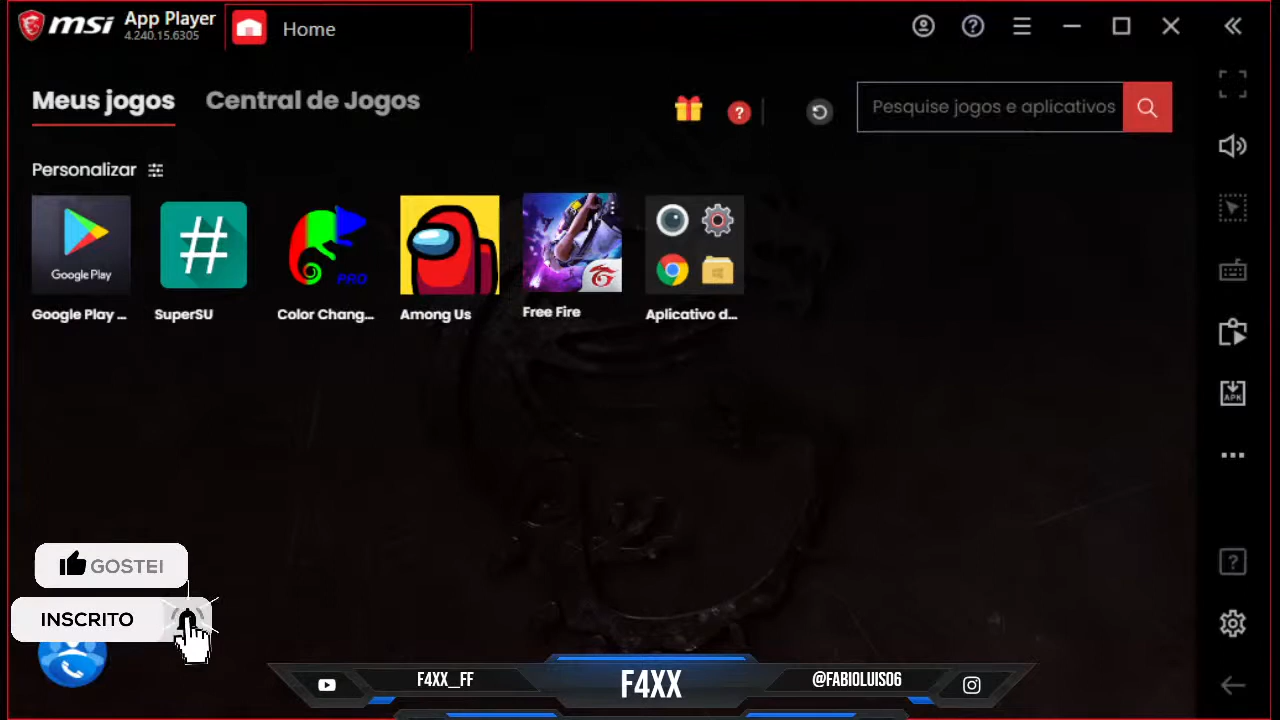 msi App Player
4.240.15.6305
Home
Meus jogos
Central de Jogos
Pesquise jogos e aplicativos
Personalizar
Google Play
PRO
Google Play ...
SuperSU
Color Chang...
Among Us
Free Fire
Aplicativo d...
APK
GOSTEI
INSCRITO
F4XX_FF
F4XX
@FABIOLUIS06